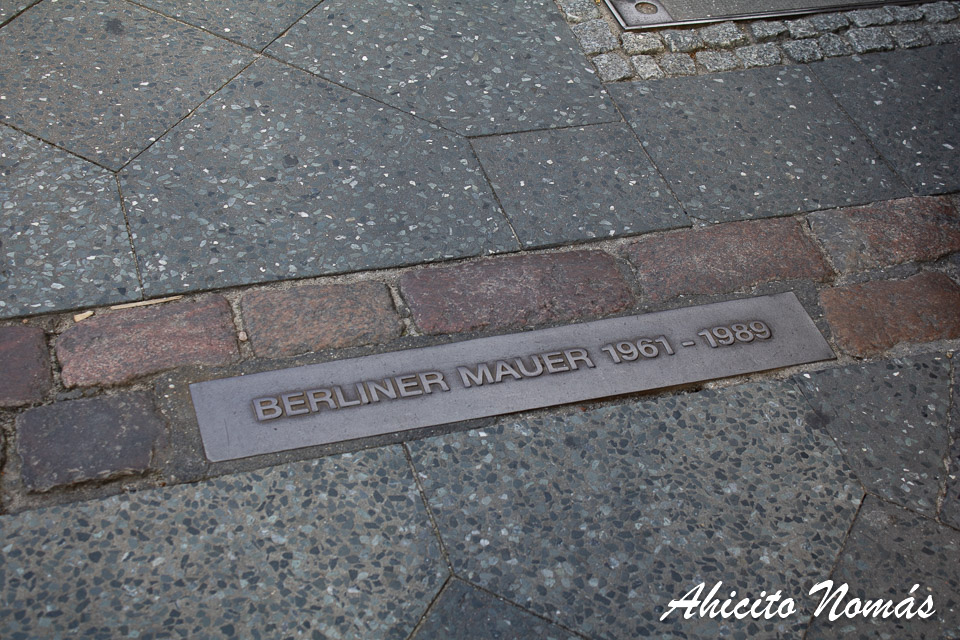 BERLINER MAUER 1961 - 1989
Ahicito Nomás